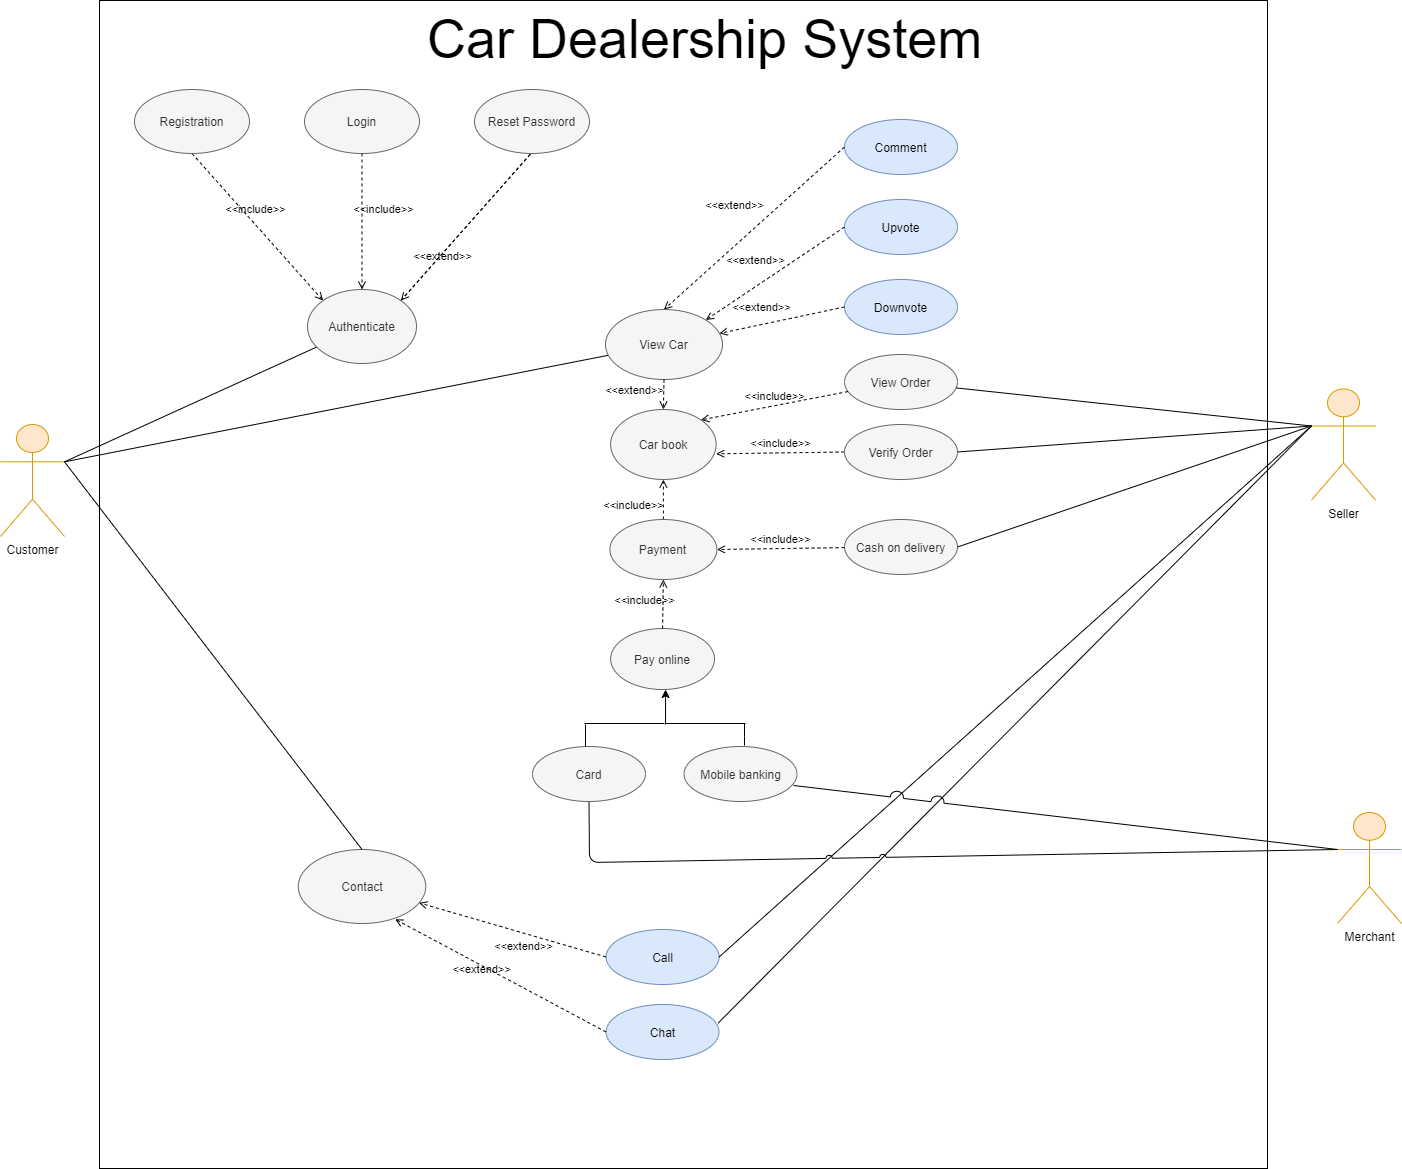 Car Dealership System
Registration
Login
Reset Password
Comment
<<extend>>
Upvote
<<include>>
<<include>>
<<extend>>
<<extend>>
Downvote
<<extend>>
Authenticate
View Car
<<extend>>
View Order
<<include>>
Car book
<<include>>
Verify Order
<<include>>
Seller
Customer
Payment
<<include>>
Cash on delivery
<<include>>
Pay online
Card
Mobile banking
Contact
Merchant
<<extend>>
Call
<<extend>>
Chat